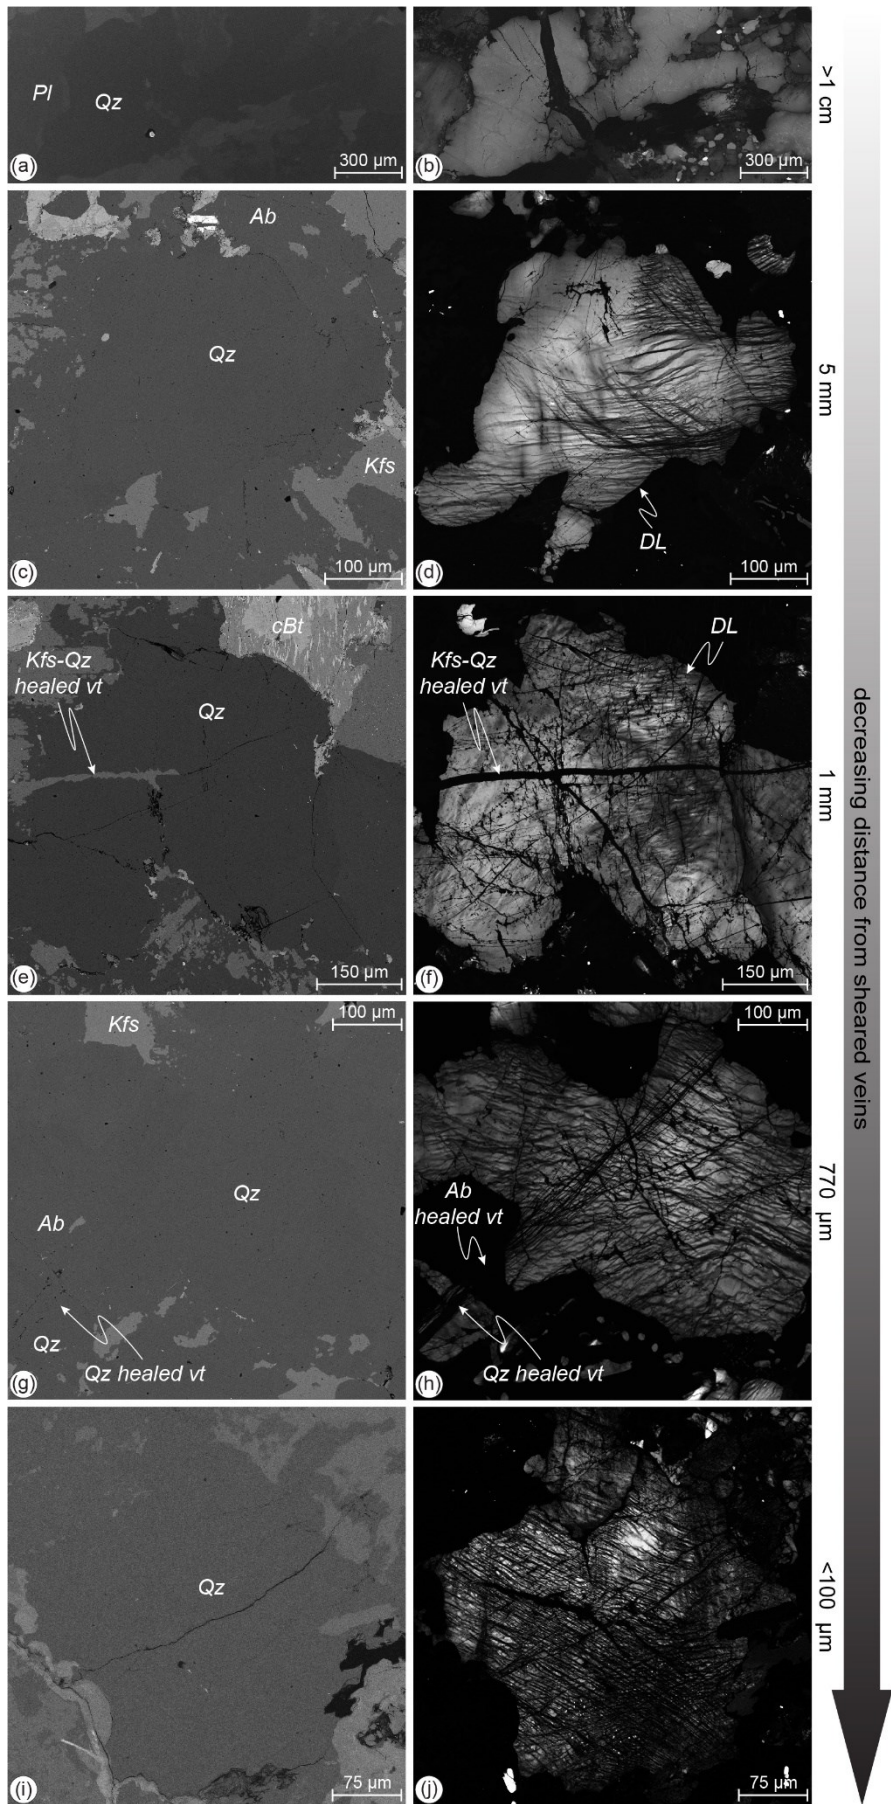 Pl
Qz
(a)
300 µm
(b)
300 µm
>1 cm
Ab
Qz
Kfs
(c)
100 µm
DL
(d)
100 µm
5 mm
cBt
Kfs-Qz
healed vt
Qz
(e)
150 µm
DL
Kfs-Qz
healed vt
(f)
150 µm
1 mm
Kfs
100 µm
Qz
Ab
Qz
Qz healed vt
(g)
100 µm
Ab
healed vt
Qz healed vt
(h)
770 µm
Qz
(i)
75 µm
(j)
75 µm
<100 µm
decreasing distance from sheared veins